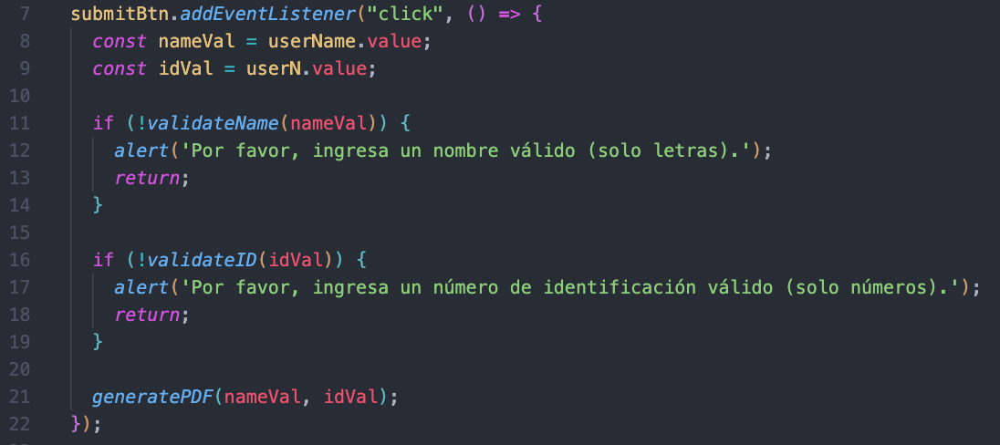 7 submitBtn.addEventListener("click", () => {
8 const nameVal = userName.value;
9 const idVal = userN.value;
10
11 if (!validateName(nameVal)) {
12 alert('Por favor, ingresa un nombre válido (solo letras).');
13 return;
14 }
15
16 if (!validateID(idVal)) {
17 alert('Por favor, ingresa un número de identificación válido (solo números).');
18 return;
19 }
20
21 generatePDF(nameVal, idVal);
22 });